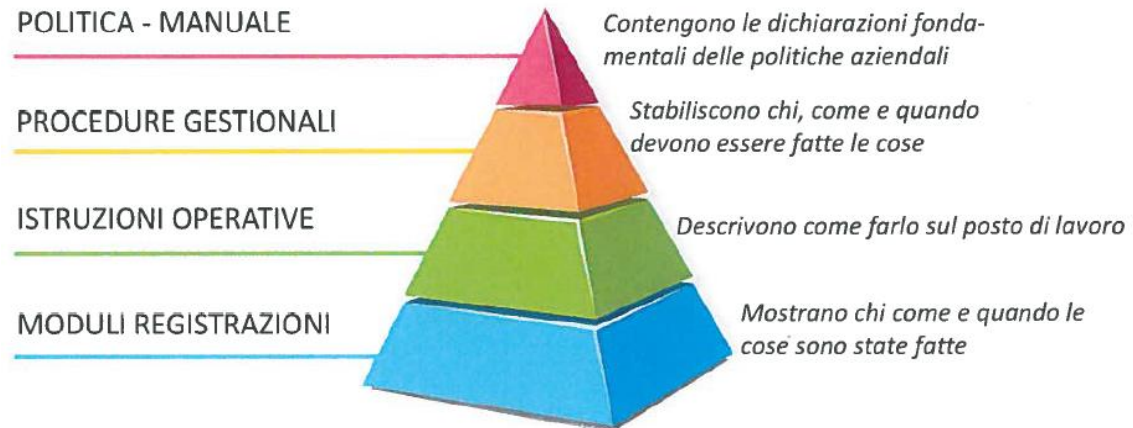 POLITICA - MANUALE
Contengono le dichiarazioni fonda-
mentali delle politiche aziendali
PROCEDURE GESTIONALI
Stabiliscono chi, come e quando
devono essere fatte le cose
ISTRUZIONI OPERATIVE
Descrivono come farlo sul posto di lavoro
MODULI REGISTRAZIONI
Mostrano chi come e quando le
cose sono state fatte